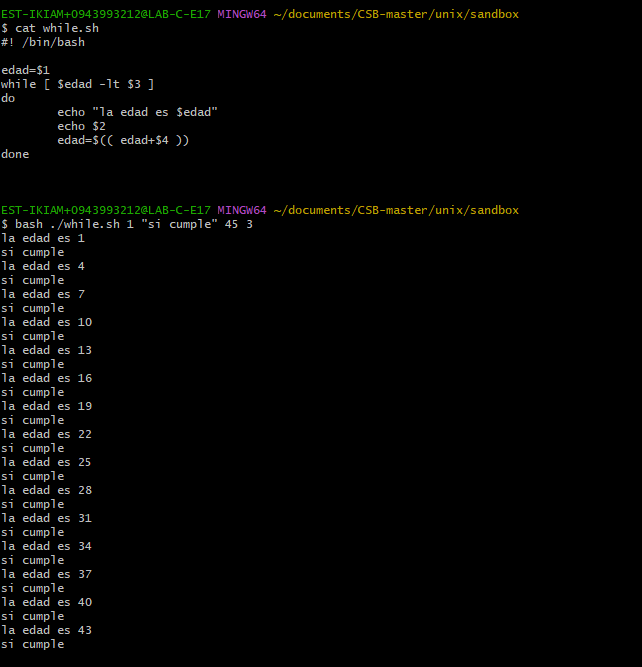 EST-IKIAM+0943993212@LAB-C-E17 MINGW64 ~/documents/CSB-master/unix/sandbox
$ cat while.sh
#! /bin/bash
edad=$1
while [ $edad -lt $3 ]
do
echo "la edad es $edad"
echo $2
edad=$(( edad+$4 ))
done
EST-IKIAM+0943993212@LAB-C-E17 MINGW64 ~/documents/CSB-master/unix/sandbox
$ bash ./while.sh 1 "si cumple" 45 3
la edad es 1
si cumple
la edad es 4
si cumple
la edad es 7
si cumple
la edad es 10
si cumple
la edad es 13
si cumple
la edad es 16
si cumple
la edad es 19
si cumple
la edad es 22
si cumple
la edad es 25
si cumple
la edad es 28
si cumple
la edad es 31
si cumple
la edad es 34
si cumple
la edad es 37
si cumple
la edad es 40
si cumple
la edad es 43
si cumple